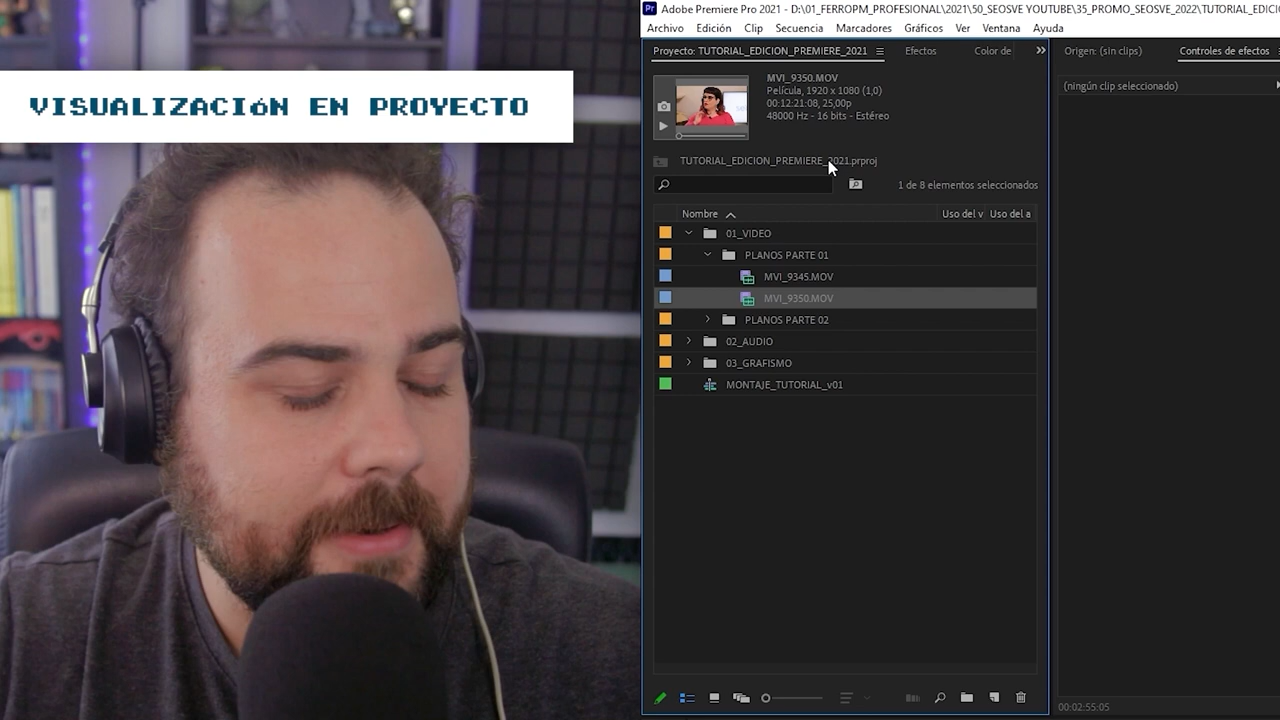 VISUALIZACIóN EN PROYECTO
Pr Adobe Premiere Pro 2021 - D:\01_FERROPM_PROFESIONAL\2021\50_SEOSVE YOUTUBE\35_PROMO_SEOSVE_2022\TUTORIAL_EDICI
Archivo Edición Clip Secuencia Marcadores Gráficos Ver Ventana Ayuda
Proyecto: TUTORIAL_EDICION_PREMIERE_2021 Efectos Color de
Origen: (sin clips) Controles de efectos
MVI_9350.MOV
Película, 1920 x 1080 (1,0)
00:12:21:08, 25,00p
48000 Hz - 16 bits - Estéreo
(ningún clip seleccionado)
TUTORIAL_EDICION_PREMIERE_2021.prproj
1 de 8 elementos seleccionados
Nombre Uso del v Uso del a
01_VIDEO
PLANOS PARTE 01
MVI_9345.MOV
MVI_9350.MOV
PLANOS PARTE 02
02_AUDIO
03_GRAFISMO
MONTAJE_TUTORIAL_v01
00:02:55:05